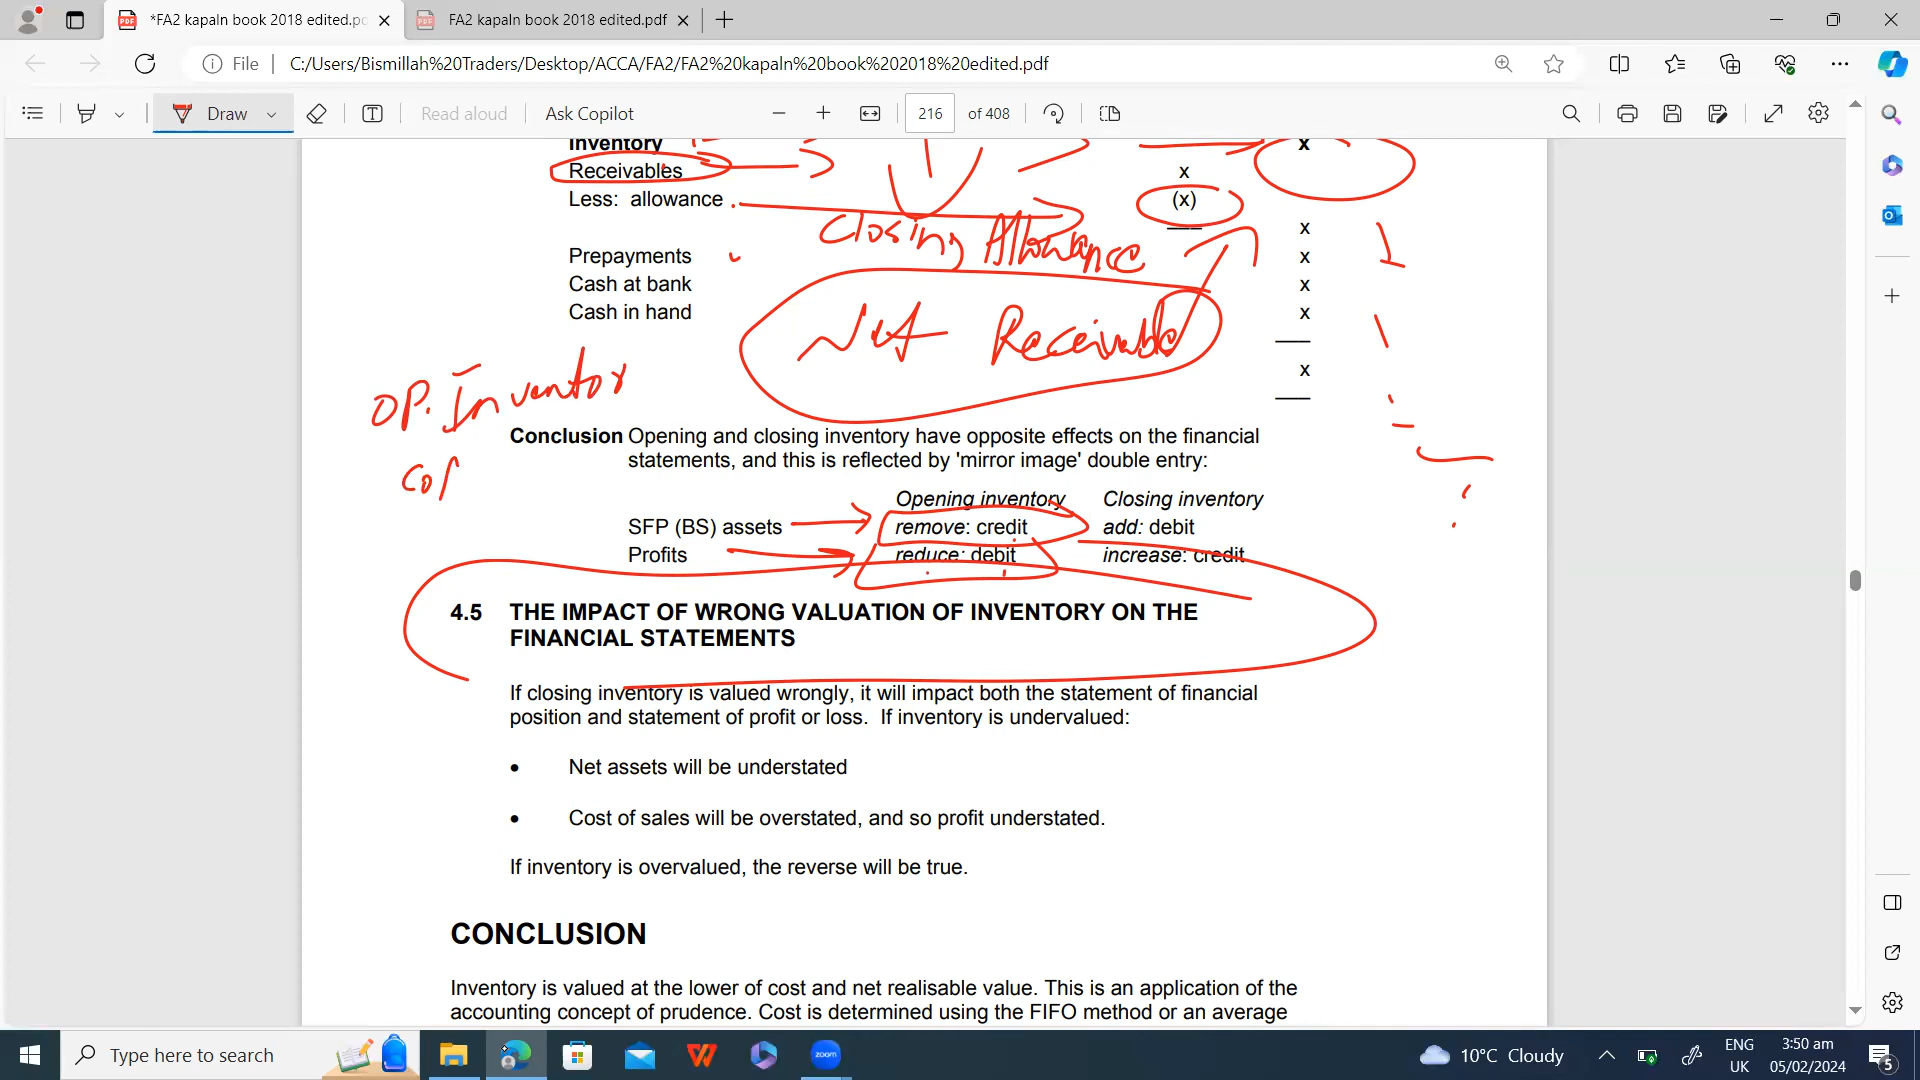 *FA2 kapaln book 2018 edited.pd
FA2 kapaln book 2018 edited.pdf
File
C:/Users/Bismillah%20Traders/Desktop/ACCA/FA2/FA2%20kapaln%20book%202018%20edited.pdf
Draw
Read aloud
Ask Copilot
216 of 408
Inventory x
Receivables x
Less: allowance (x)
Closing Allowance
x
Prepayments x
Cash at bank x
Cash in hand x
Net Receivable
x
OP. Inventory
Conclusion Opening and closing inventory have opposite effects on the financial
statements, and this is reflected by 'mirror image' double entry:
Opening inventory Closing inventory
SFP (BS) assets remove: credit add: debit
Profits reduce: debit increase: credit
4.5 THE IMPACT OF WRONG VALUATION OF INVENTORY ON THE
FINANCIAL STATEMENTS
If closing inventory is valued wrongly, it will impact both the statement of financial
position and statement of profit or loss. If inventory is undervalued:
• Net assets will be understated
• Cost of sales will be overstated, and so profit understated.
If inventory is overvalued, the reverse will be true.
CONCLUSION
Inventory is valued at the lower of cost and net realisable value. This is an application of the
accounting concept of prudence. Cost is determined using the FIFO method or an average
Type here to search
zoom
10°C Cloudy
ENG
UK
3:50 am
05/02/2024
5